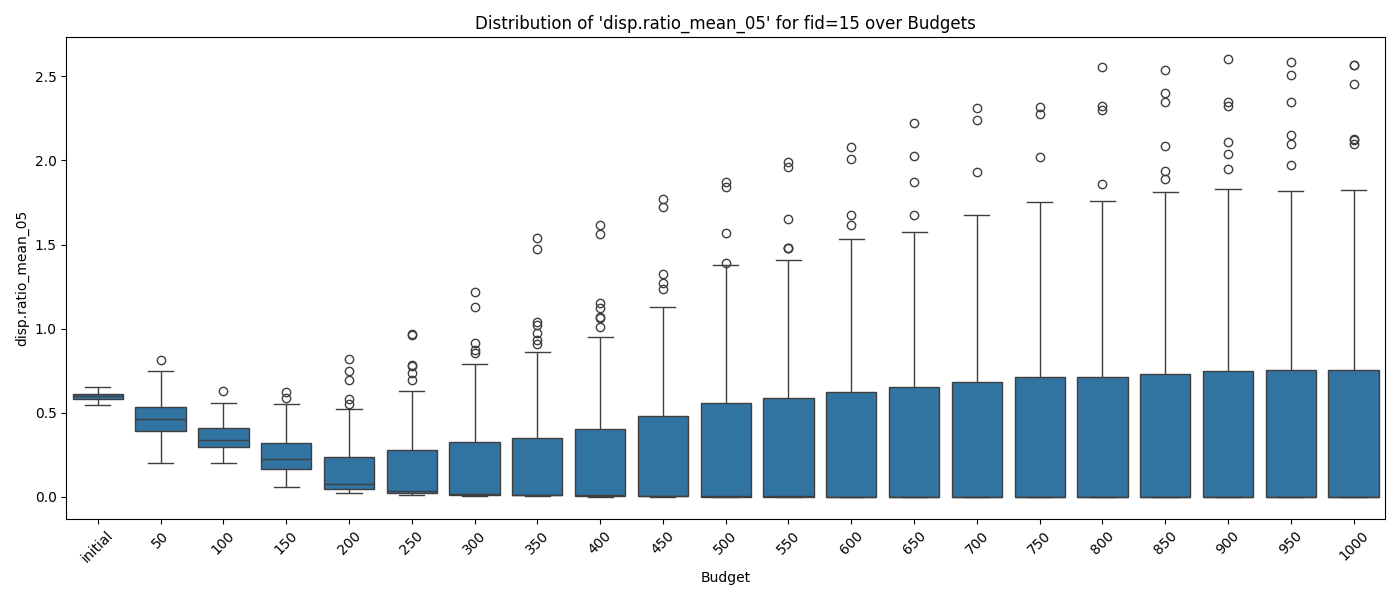 Distribution of 'disp.ratio_mean_05' for fid=15 over Budgets
disp.ratio_mean_05
2.5
2.0
1.5
1.0
0.5
0.0
initial 50 100 150 200 250 300 350 400 450 500 550 600 650 700 750 800 850 900 950 1000
Budget